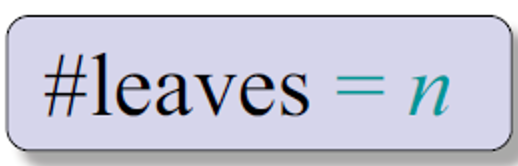 #leaves = n